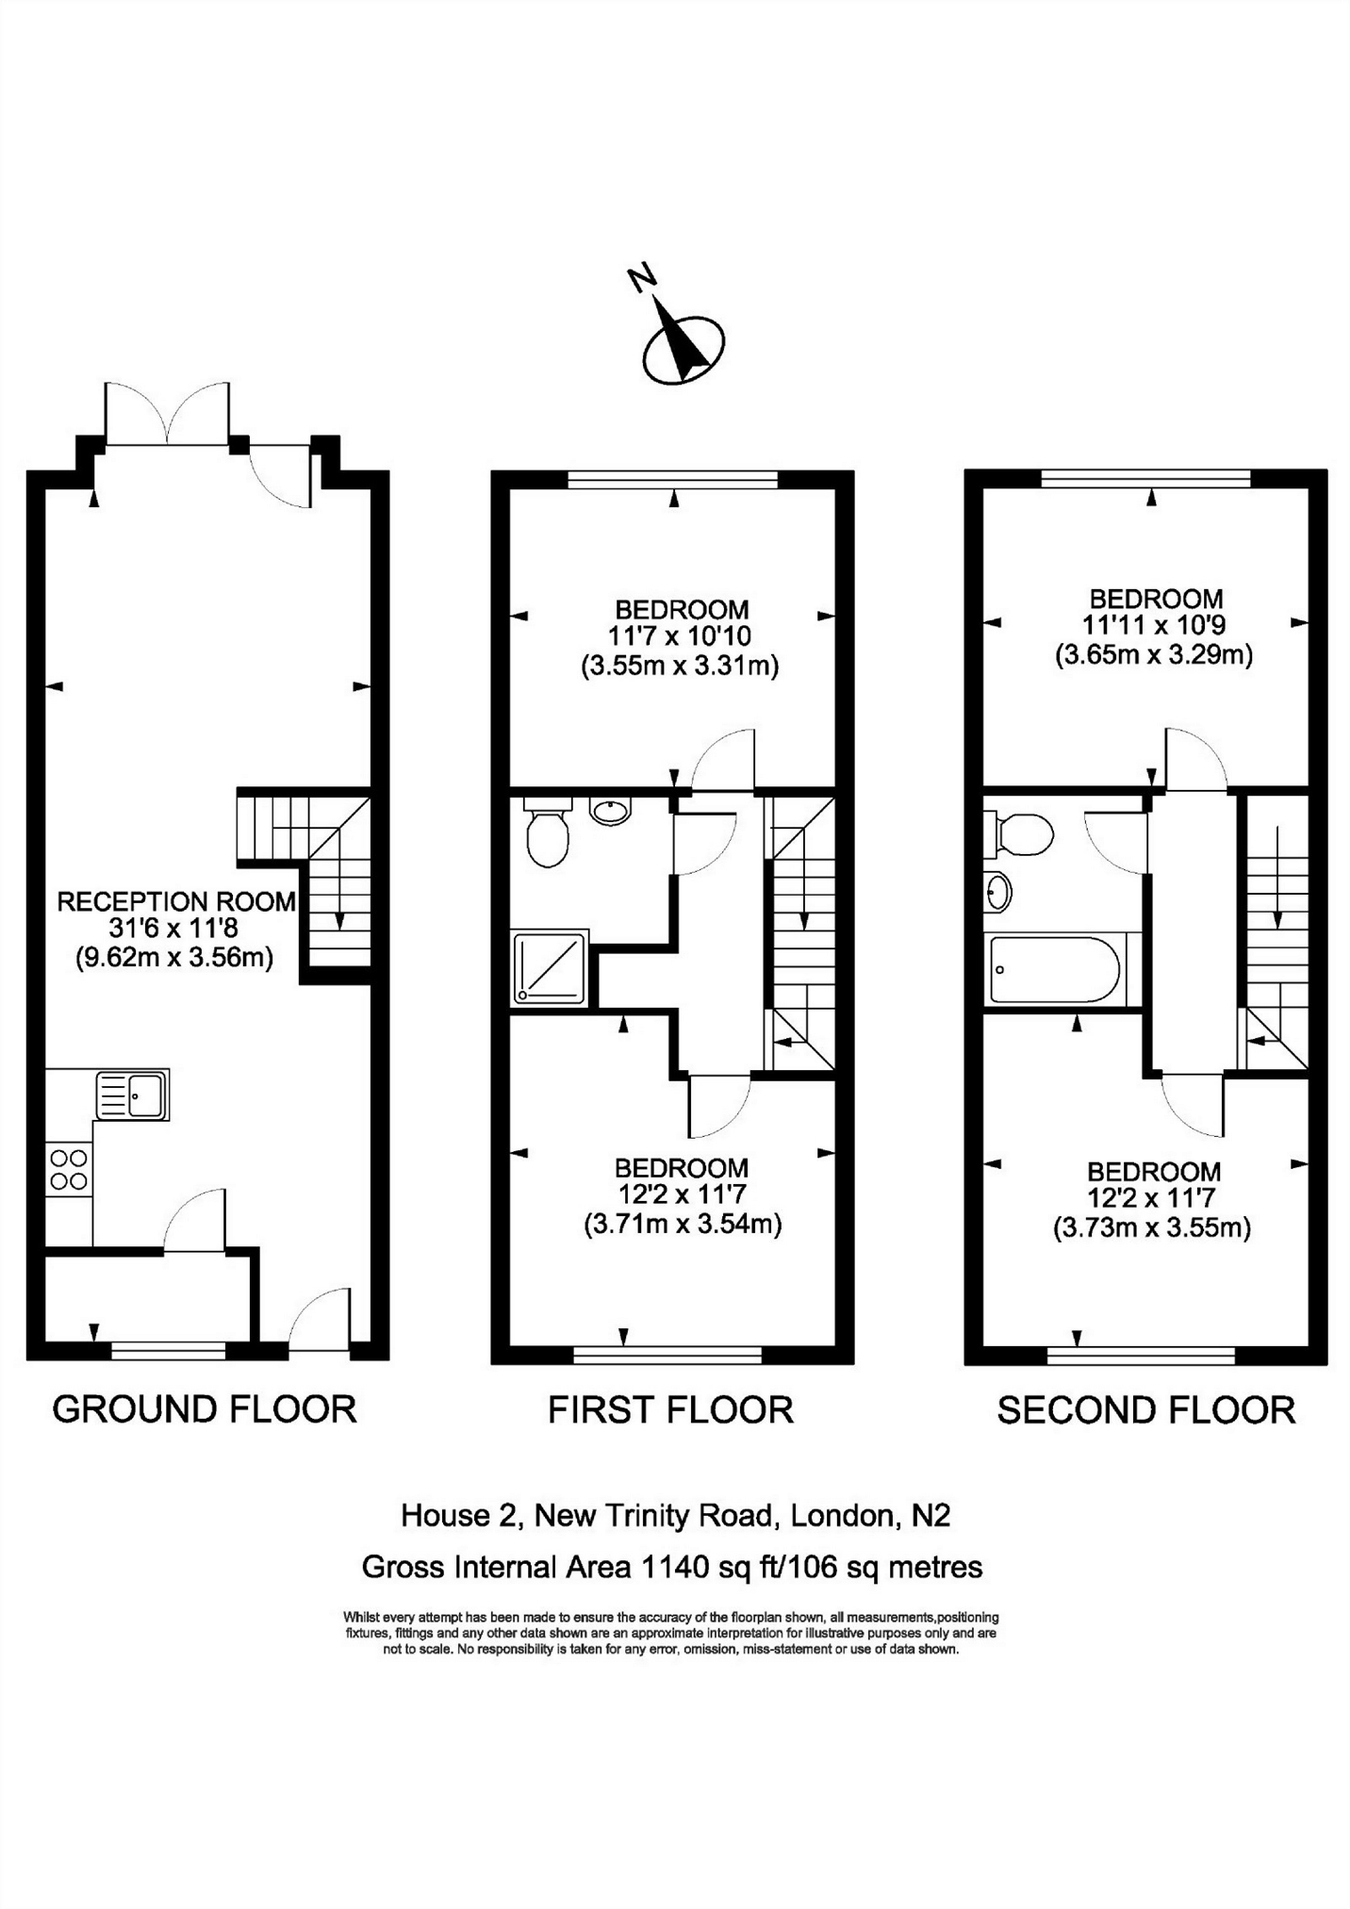 N
BEDROOM
11'7 x 10'10
(3.55m x 3.31m)
BEDROOM
11'11 x 10'9
(3.65m x 3.29m)
RECEPTION ROOM
31'6 x 11'8
(9.62m x 3.56m)
BEDROOM
12'2 x 11'7
(3.71m x 3.54m)
BEDROOM
12'2 x 11'7
(3.73m x 3.55m)
GROUND FLOOR
FIRST FLOOR
SECOND FLOOR
House 2, New Trinity Road, London, N2
Gross Internal Area 1140 sq ft/106 sq metres
Whilst every attempt has been made to ensure the accuracy of the floorplan shown, all measurements,positioning
fixtures, fittings and any other data shown are an approximate interpretation for illustrative purposes only and are
not to scale. No responsibility is taken for any error, omission, miss-statement or use of data shown.